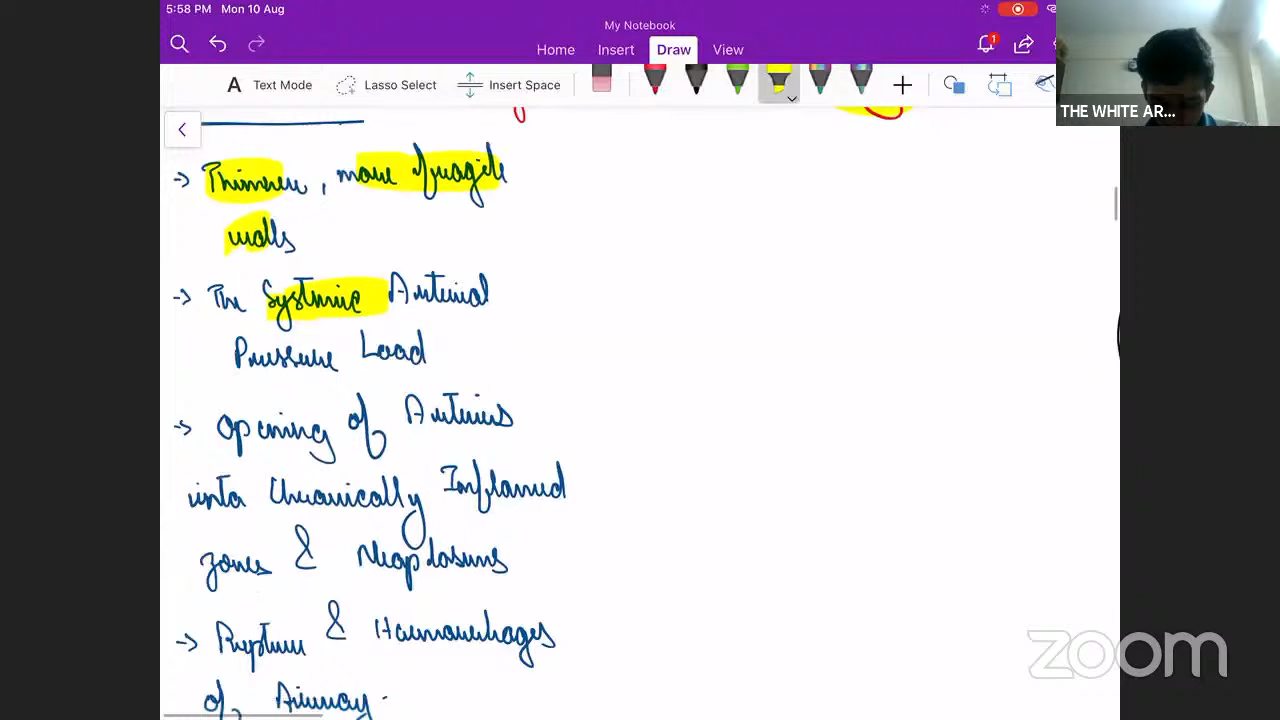 5:58 PM Mon 10 Aug
My Notebook
Home Insert Draw View
1
A Text Mode Lasso Select Insert Space
THE WHITE AR...
→ Thinner, more fragile
walls
→ The Systemic Arterial
Pressure Load
→ Opening of Arteries
into Chronically Inflamed
zones & Neoplasms
→ Rupture & Haemorrhages
of Airway.
zoom